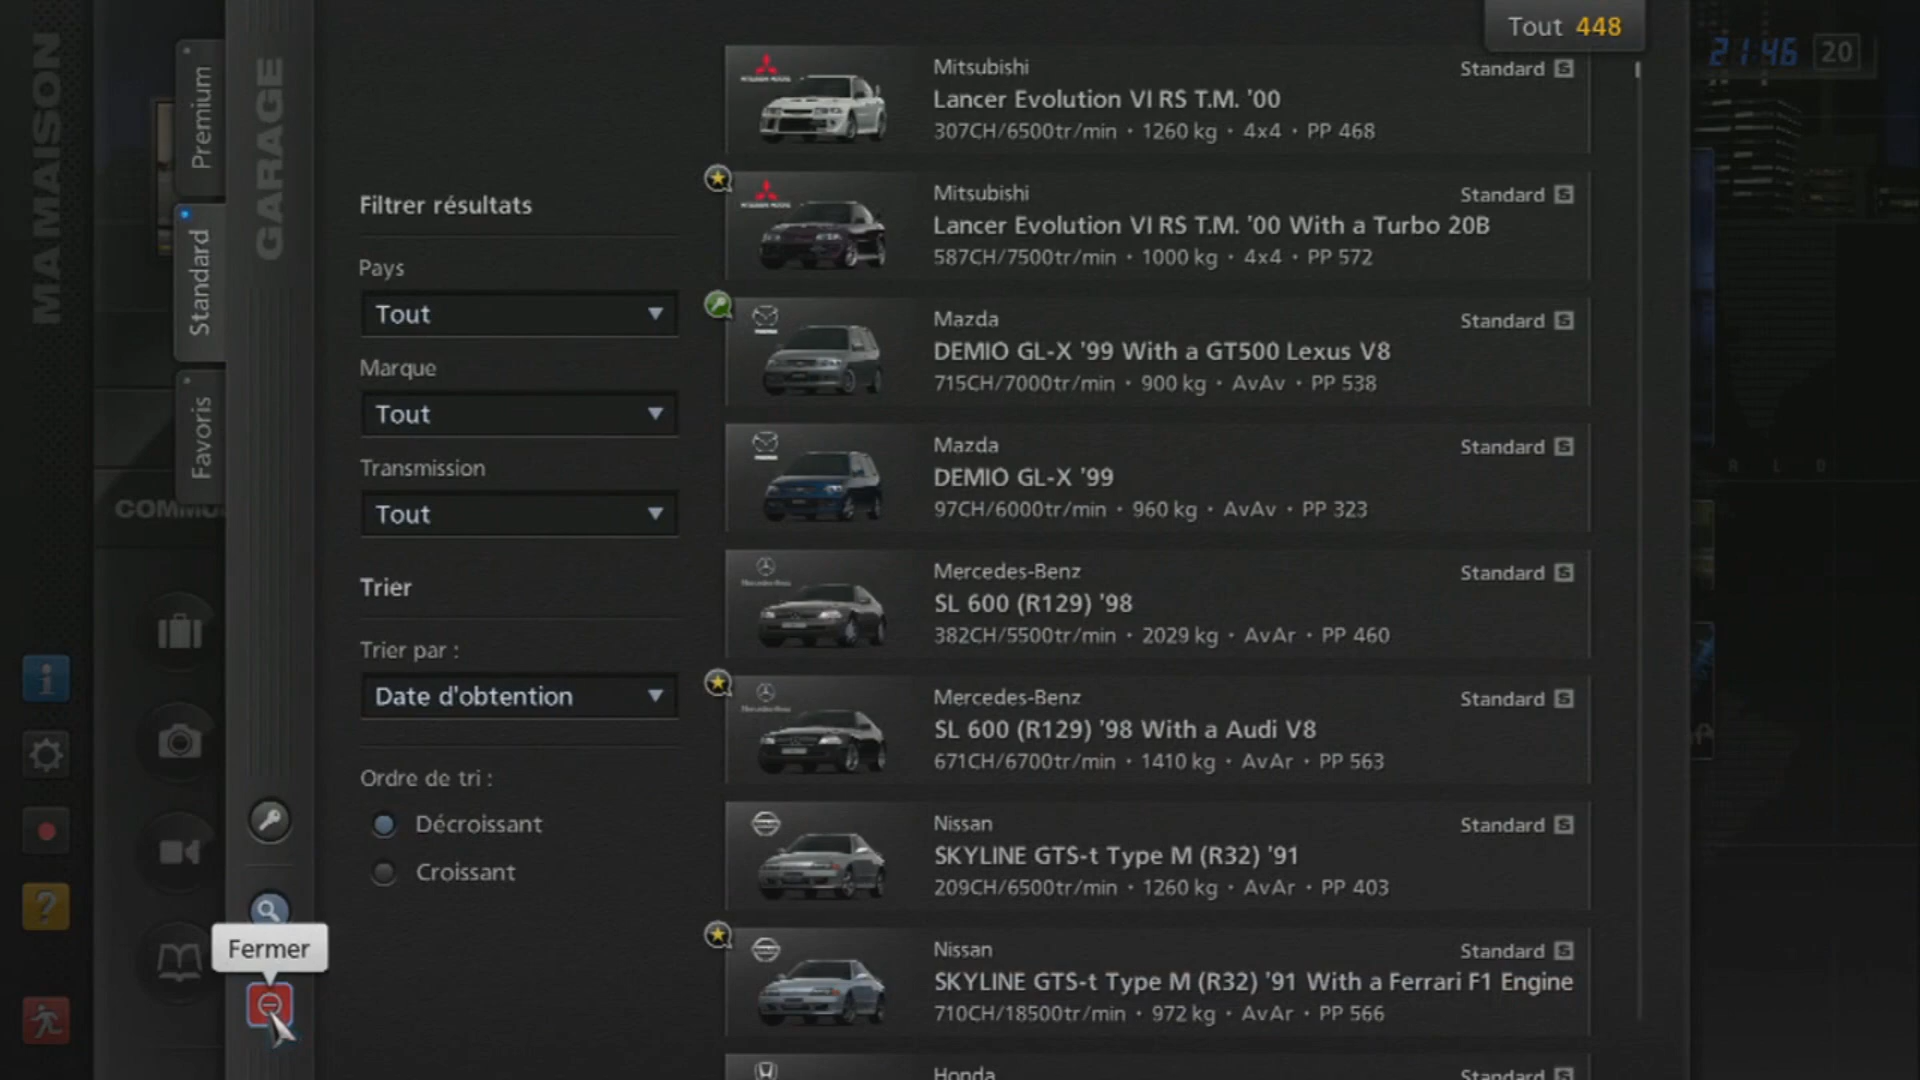 MAMAISON
GARAGE
Premium
Standard
Favoris
Tout 448
21:46 20
Filtrer résultats
Pays
Tout
Marque
Tout
Transmission
Tout
Trier
Trier par :
Date d'obtention
Ordre de tri :
Décroissant
Croissant
Fermer
Mitsubishi
Standard S
Lancer Evolution VI RS T.M. '00
307CH/6500tr/min • 1260 kg • 4x4 • PP 468
Mitsubishi
Standard S
Lancer Evolution VI RS T.M. '00 With a Turbo 20B
587CH/7500tr/min • 1000 kg • 4x4 • PP 572
Mazda
Standard S
DEMIO GL-X '99 With a GT500 Lexus V8
715CH/7000tr/min • 900 kg • AvAv • PP 538
Mazda
Standard S
DEMIO GL-X '99
97CH/6000tr/min • 960 kg • AvAv • PP 323
Mercedes-Benz
Standard S
SL 600 (R129) '98
382CH/5500tr/min • 2029 kg • AvAr • PP 460
Mercedes-Benz
Standard S
SL 600 (R129) '98 With a Audi V8
671CH/6700tr/min • 1410 kg • AvAr • PP 563
Nissan
Standard S
SKYLINE GTS-t Type M (R32) '91
209CH/6500tr/min • 1260 kg • AvAr • PP 403
Nissan
Standard S
SKYLINE GTS-t Type M (R32) '91 With a Ferrari F1 Engine
710CH/18500tr/min • 972 kg • AvAr • PP 566
Honda
Standard S